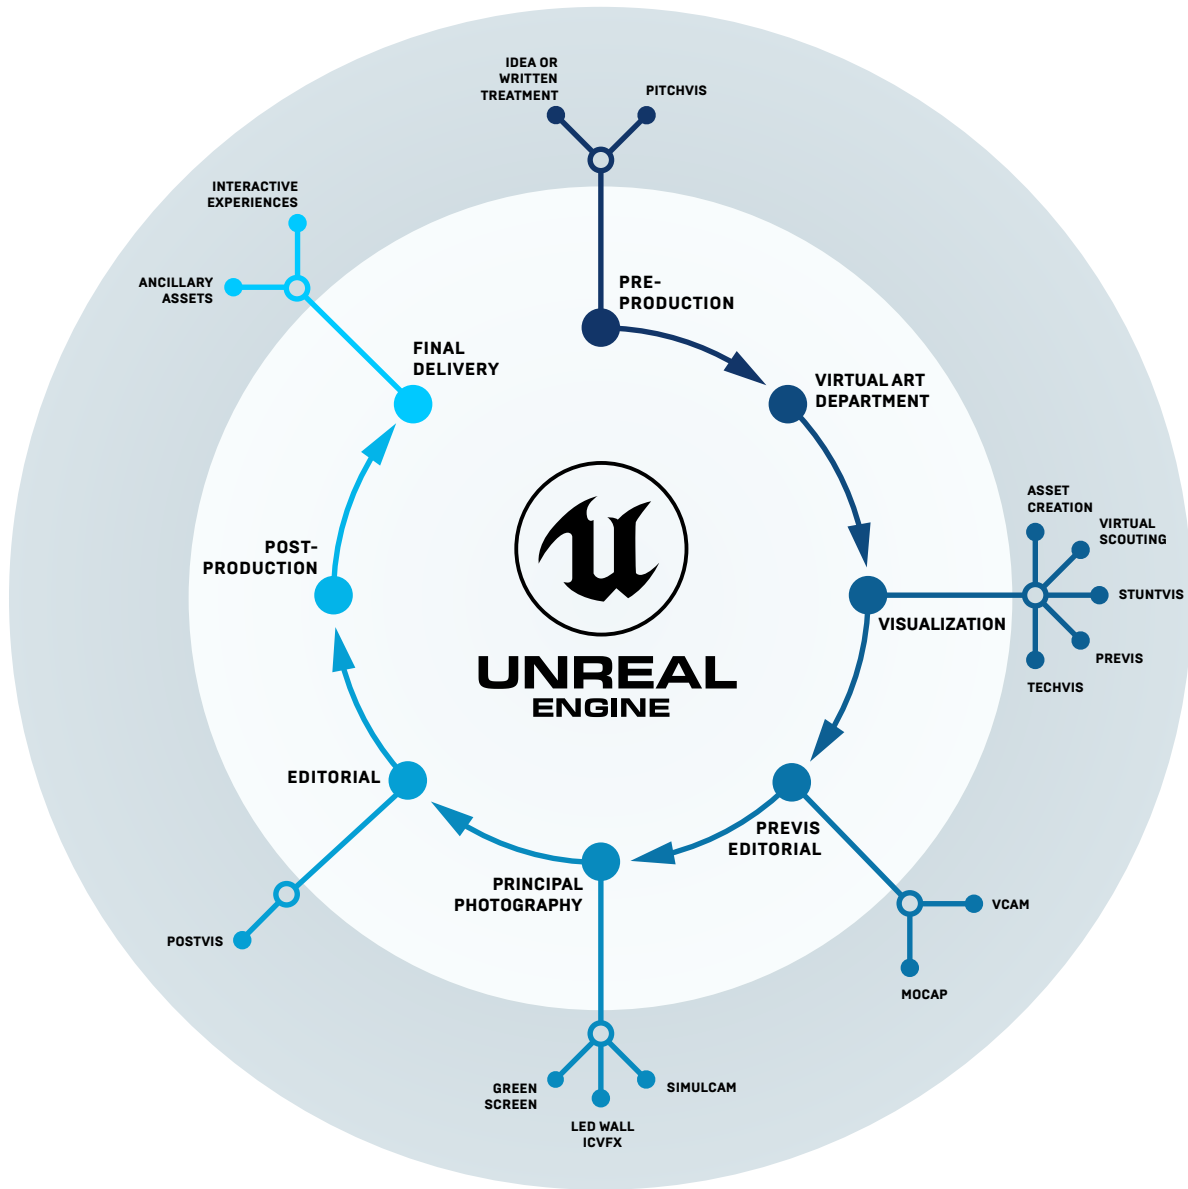 IDEA OR
WRITTEN
TREATMENT
PITCHVIS
INTERACTIVE
EXPERIENCES
ANCILLARY
ASSETS
PRE-
PRODUCTION
FINAL
DELIVERY
VIRTUAL ART
DEPARTMENT
ASSET
CREATION
VIRTUAL
SCOUTING
STUNTVIS
PREVIS
TECHVIS
VISUALIZATION
POST-
PRODUCTION
UNREAL
ENGINE
EDITORIAL
PREVIS
EDITORIAL
PRINCIPAL
PHOTOGRAPHY
POSTVIS
VCAM
MOCAP
GREEN
SCREEN
SIMULCAM
LED WALL
ICVFX